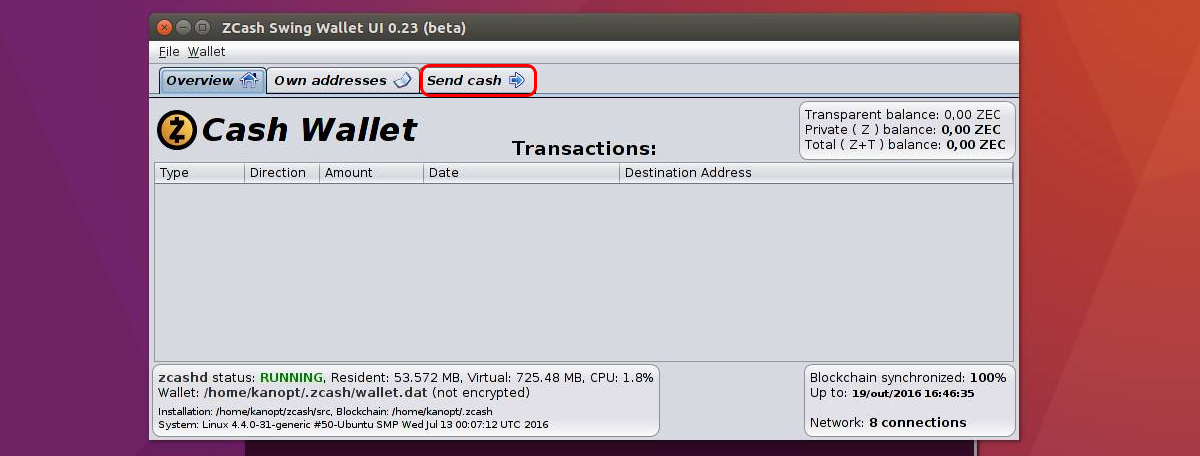 ZCash Swing Wallet UI 0.23 (beta)
File Wallet
Overview Own addresses Send cash
Cash Wallet
Transactions:
Transparent balance: 0,00 ZEC
Private ( Z ) balance: 0,00 ZEC
Total ( Z+T ) balance: 0,00 ZEC
Type Direction Amount Date Destination Address
zcashd status: RUNNING, Resident: 53.572 MB, Virtual: 725.48 MB, CPU: 1.8%
Wallet: /home/kanopt/.zcash/wallet.dat (not encrypted)
Installation: /home/kanopt/zcash/src, Blockchain: /home/kanopt/.zcash
System: Linux 4.4.0-31-generic #50-Ubuntu SMP Wed Jul 13 00:07:12 UTC 2016
Blockchain synchronized: 100%
Up to: 19/out/2016 16:46:35
Network: 8 connections